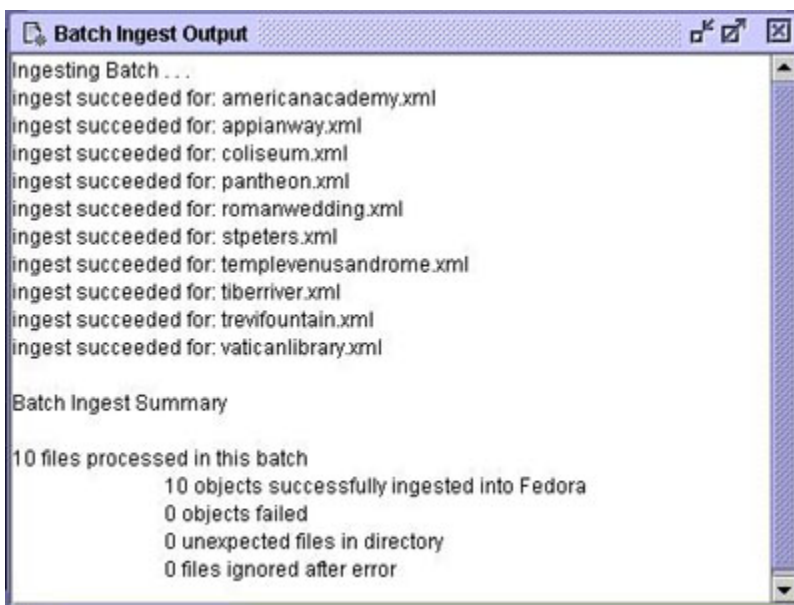 Batch Ingest Output
Ingesting Batch . . .
ingest succeeded for: americanacademy.xml
ingest succeeded for: appianway.xml
ingest succeeded for: coliseum.xml
ingest succeeded for: pantheon.xml
ingest succeeded for: romanwedding.xml
ingest succeeded for: stpeters.xml
ingest succeeded for: templevenusandrome.xml
ingest succeeded for: tiberriver.xml
ingest succeeded for: trevifountain.xml
ingest succeeded for: vaticanlibrary.xml
Batch Ingest Summary
10 files processed in this batch
10 objects successfully ingested into Fedora
0 objects failed
0 unexpected files in directory
0 files ignored after error